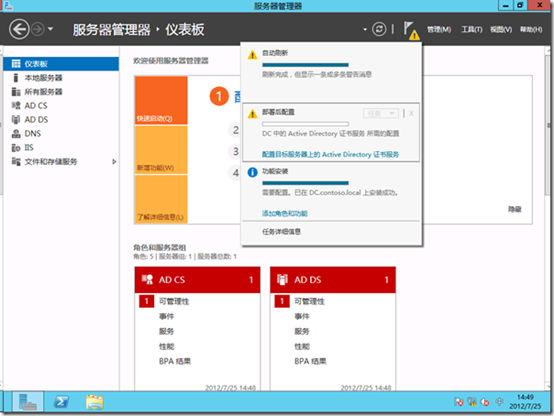 服务器管理器
服务器管理器 · 仪表板
管理(M) 工具(T) 视图(V) 帮助(H)
仪表板
本地服务器
所有服务器
AD CS
AD DS
DNS
IIS
文件和存储服务
欢迎使用服务器管理器
快速启动(Q)
新增功能(W)
了解详细信息(L)
1
2
3
4
隐藏
自动刷新
刷新完成，但显示一条或多条警告消息
部署后配置
任务
X
DC 中的 Active Directory 证书服务 所需的配置
配置目标服务器上的 Active Directory 证书服务
功能安装
需要配置。已在 DC.contoso.local 上安装成功。
添加角色和功能
任务详细信息
角色和服务器组
角色: 5 | 服务器组: 1 | 服务器总数: 1
AD CS 1
1 可管理性
事件
服务
性能
BPA 结果
2012/7/25 14:48
AD DS 1
1 可管理性
事件
服务
性能
BPA 结果
2012/7/25 14:48
中
14:49
2012/7/25